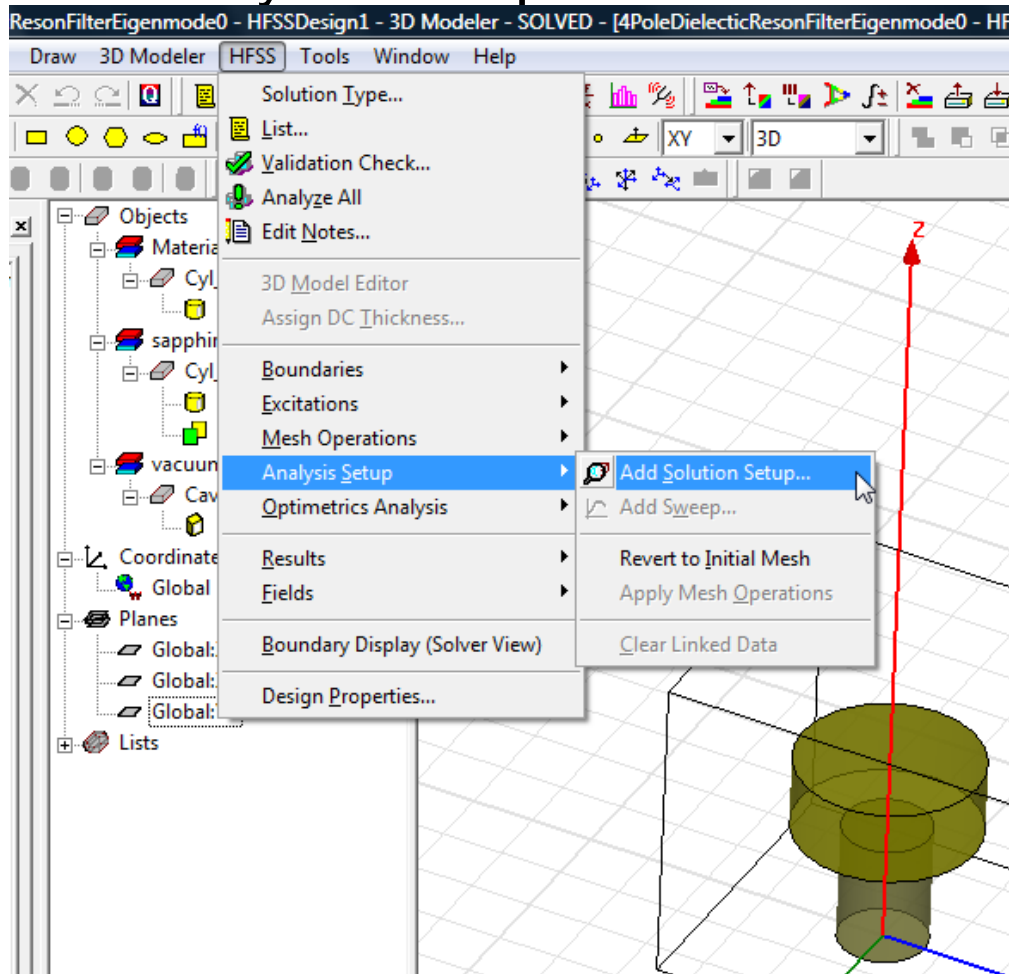 ResonFilterEigenmode0 - HFSSDesign1 - 3D Modeler - SOLVED - [4PoleDielecticResonFilterEigenmode0 - HF
Draw 3D Modeler HFSS Tools Window Help
Solution Type...
List...
Validation Check...
Analyze All
Edit Notes...
3D Model Editor
Assign DC Thickness...
Boundaries
Excitations
Mesh Operations
Analysis Setup
Optimetrics Analysis
Results
Fields
Boundary Display (Solver View)
Design Properties...
Add Solution Setup...
Add Sweep...
Revert to Initial Mesh
Apply Mesh Operations
Clear Linked Data
XY 3D
Objects
Materia
Cyl_
sapphir
Cyl_
vacuun
Cav
Coordinate
Global
Planes
Global:
Global:
Global:
Lists
Z